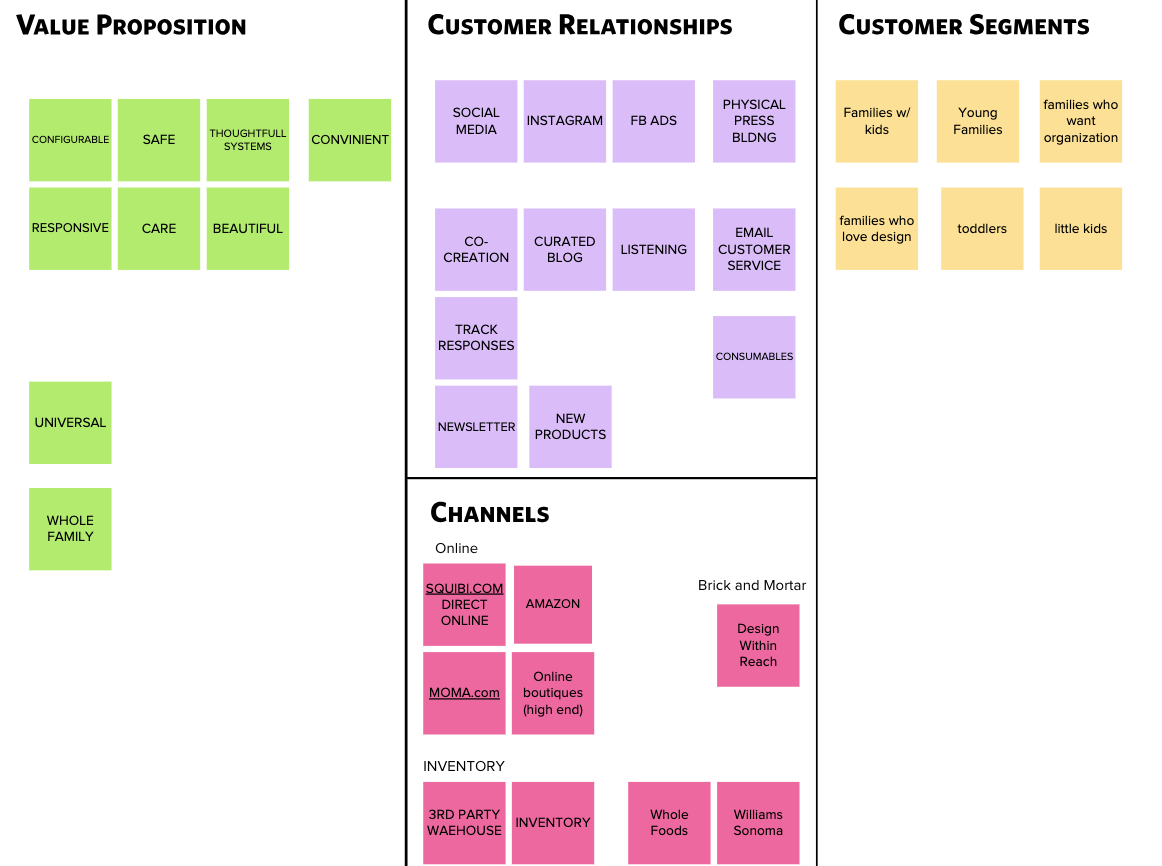 VALUE PROPOSITION
CONFIGURABLE
SAFE
THOUGHTFULL
SYSTEMS
CONVINIENT
RESPONSIVE
CARE
BEAUTIFUL
UNIVERSAL
WHOLE
FAMILY
CUSTOMER RELATIONSHIPS
SOCIAL
MEDIA
INSTAGRAM
FB ADS
PHYSICAL
PRESS
BLDNG
CO-
CREATION
CURATED
BLOG
LISTENING
EMAIL
CUSTOMER
SERVICE
TRACK
RESPONSES
CONSUMABLES
NEWSLETTER
NEW
PRODUCTS
CHANNELS
Online
SQUIBI.COM
DIRECT
ONLINE
AMAZON
MOMA.com
Online
boutiques
(high end)
Brick and Mortar
Design
Within
Reach
INVENTORY
3RD PARTY
WAEHOUSE
INVENTORY
Whole
Foods
Williams
Sonoma
CUSTOMER SEGMENTS
Families w/
kids
Young
Families
families who
want
organization
families who
love design
toddlers
little kids